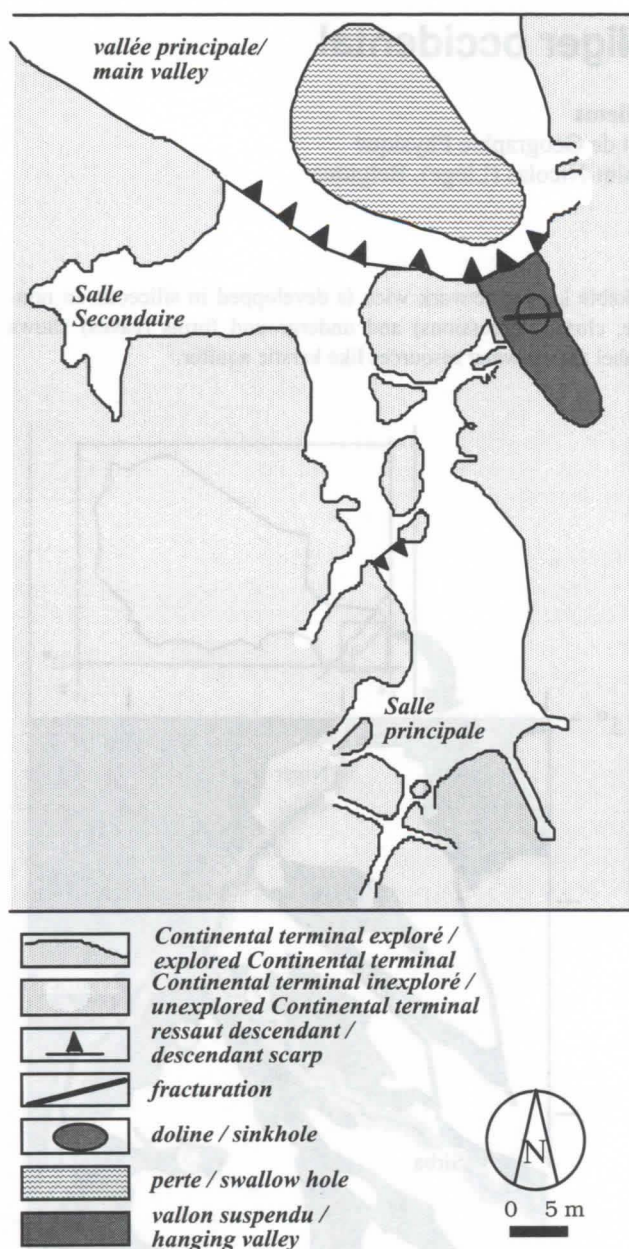 vallée principale/
main valley
Salle
Secondaire
Salle
principale
Continental terminal exploré /
explored Continental terminal
Continental terminal inexploré /
unexplored Continental terminal
ressaut descendant /
descendant scarp
fracturation
doline / sinkhole
perte / swallow hole
vallon suspendu /
hanging valley
N
0 5 m